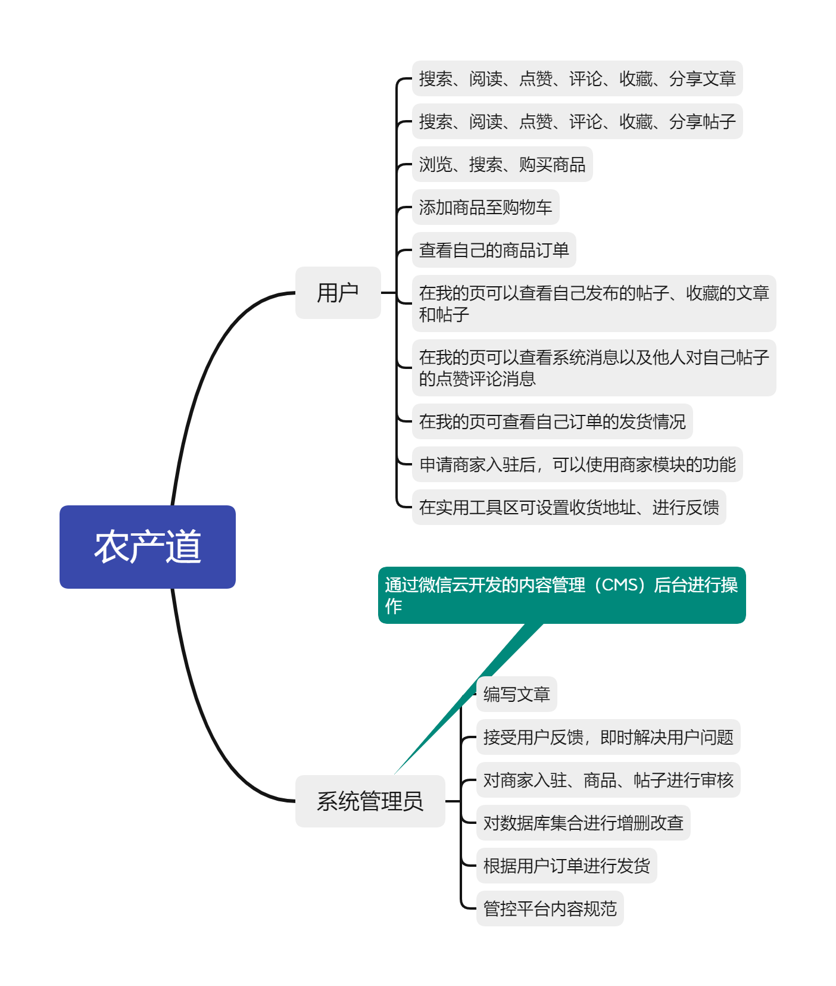 搜索、阅读、点赞、评论、收藏、分享文章
搜索、阅读、点赞、评论、收藏、分享帖子
浏览、搜索、购买商品
添加商品至购物车
查看自己的商品订单
用户
在我的页可以查看自己发布的帖子、收藏的文章
和帖子
在我的页可以查看系统消息以及他人对自己帖子
的点赞评论消息
在我的页可查看自己订单的发货情况
申请商家入驻后，可以使用商家模块的功能
在实用工具区可设置收货地址、进行反馈
农产道
通过微信云开发的内容管理（CMS）后台进行操
作
编写文章
接受用户反馈，即时解决用户问题
对商家入驻、商品、帖子进行审核
系统管理员
对数据库集合进行增删改查
根据用户订单进行发货
管控平台内容规范